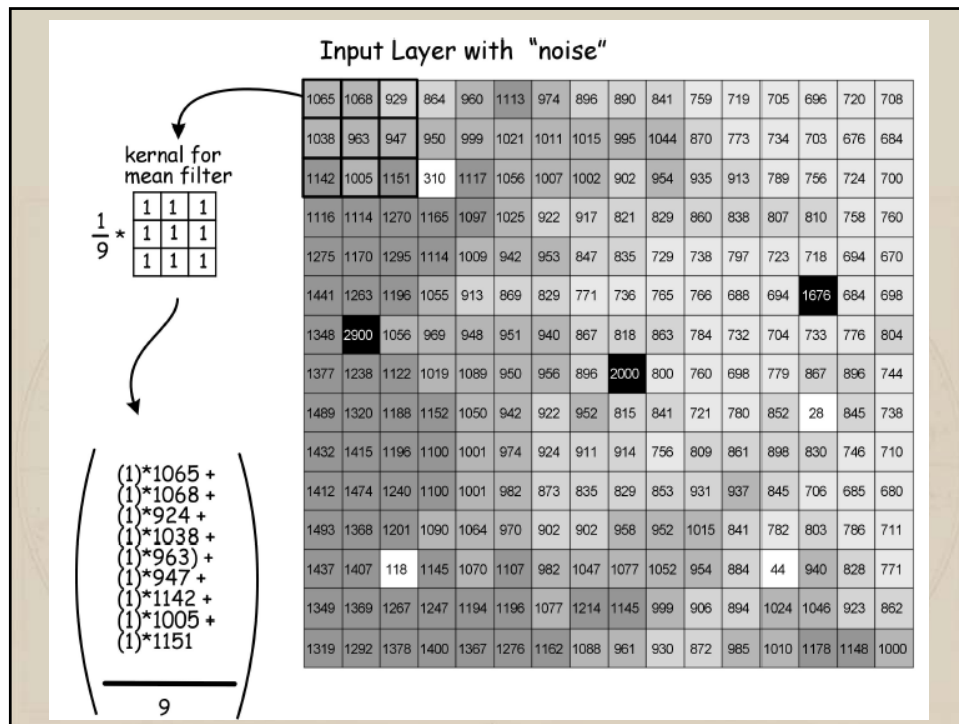 Input Layer with "noise"
1065 1068 929 864 960 1113 974 896 890 841 759 719 705 696 720 708
1038 963 947 950 999 1021 1011 1015 995 1044 870 773 734 703 676 684
1142 1005 1151 310 1117 1056 1007 1002 902 954 935 913 789 756 724 700
1116 1114 1270 1165 1097 1025 922 917 821 829 860 838 807 810 758 760
1275 1170 1295 1114 1009 942 953 847 835 729 738 797 723 718 694 670
1441 1263 1196 1055 913 869 829 771 736 765 766 688 694 1676 684 698
1348 2900 1056 969 948 951 940 867 818 863 784 732 704 733 776 804
1377 1238 1122 1019 1089 950 956 896 2000 800 760 698 779 867 896 744
1489 1320 1188 1152 1050 942 922 952 815 841 721 780 852 28 845 738
1432 1415 1196 1100 1001 974 924 911 914 756 809 861 898 830 746 710
1412 1474 1240 1100 1001 982 873 835 829 853 931 937 845 706 685 680
1493 1368 1201 1090 1064 970 902 902 958 952 1015 841 782 803 786 711
1437 1407 118 1145 1070 1107 982 1047 1077 1052 954 884 44 940 828 771
1349 1369 1267 1247 1194 1196 1077 1214 1145 999 906 894 1024 1046 923 862
1319 1292 1378 1400 1367 1276 1162 1088 961 930 872 985 1010 1178 1148 1000
kernal for
mean filter
1 1 1
1/9 * 1 1 1
1 1 1
(1)*1065 +
(1)*1068 +
(1)*924 +
(1)*1038 +
(1)*963) +
(1)*947 +
(1)*1142 +
(1)*1005 +
(1)*1151
9